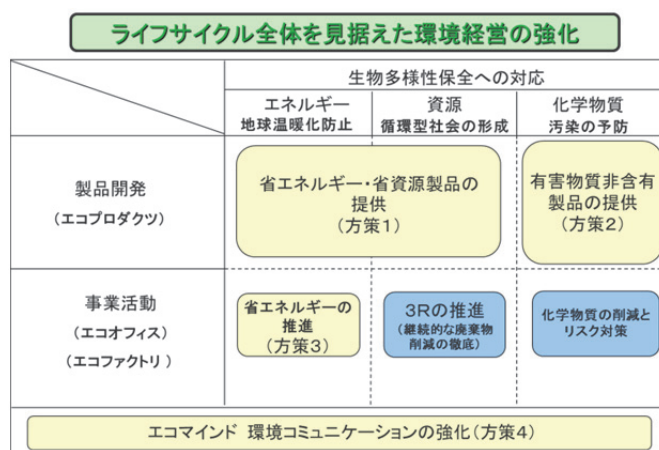 ライフサイクル全体を見据えた環境経営の強化
生物多様性保全への対応
エネルギー
地球温暖化防止
資源
循環型社会の形成
化学物質
汚染の予防
製品開発
(エコプロダクツ)
省エネルギー・省資源製品の
提供
(方策1)
有害物質非含有
製品の提供
(方策2)
事業活動
(エコオフィス)
(エコファクトリ)
省エネルギーの
推進
(方策3)
3Rの推進
(継続的な廃棄物
削減の徹底)
化学物質の削減と
リスク対策
エコマインド 環境コミュニケーションの強化(方策4)